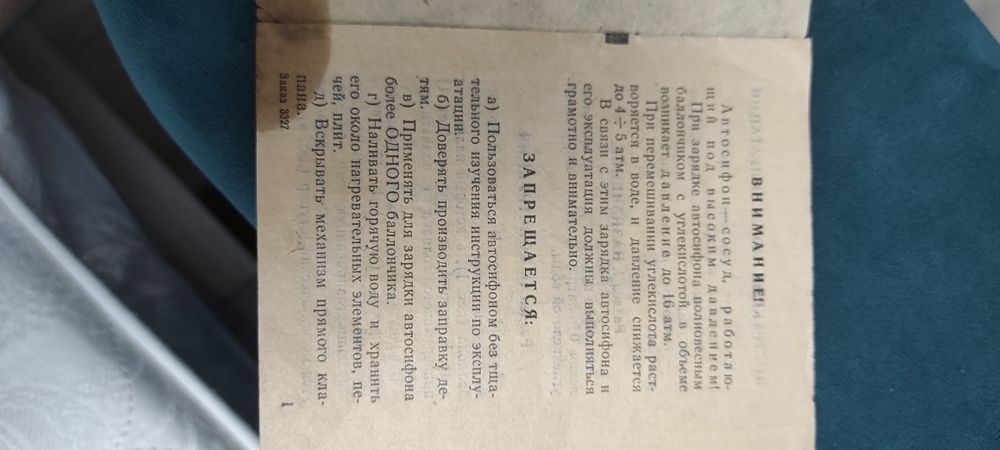 ВНИМАНИЕ!
Автосифон — сосуд, работаю-
щий под высоким давлением!
При зарядке автосифона полновесным
баллончиком с углекислотой в объеме
возникает давление до 16 атм.
При перемешивании углекислота раст-
воряется в воде, и давление снижается
до 4 ÷ 5 атм.
В связи с этим зарядка автосифона и
его эксплуатация должны выполняться
грамотно и внимательно.
ЗАПРЕЩАЕТСЯ:
а) Пользоваться автосифоном без тща-
тельного изучения инструкции по эксплу-
атации.
б) Доверять производить заправку де-
тям.
в) Применять для зарядки автосифона
более ОДНОГО баллончика.
г) Наливать горячую воду и хранить
его около нагревательных элементов, пе-
чей, плит.
д) Вскрывать механизм прямого кла-
пана.
Заказ 3327
1